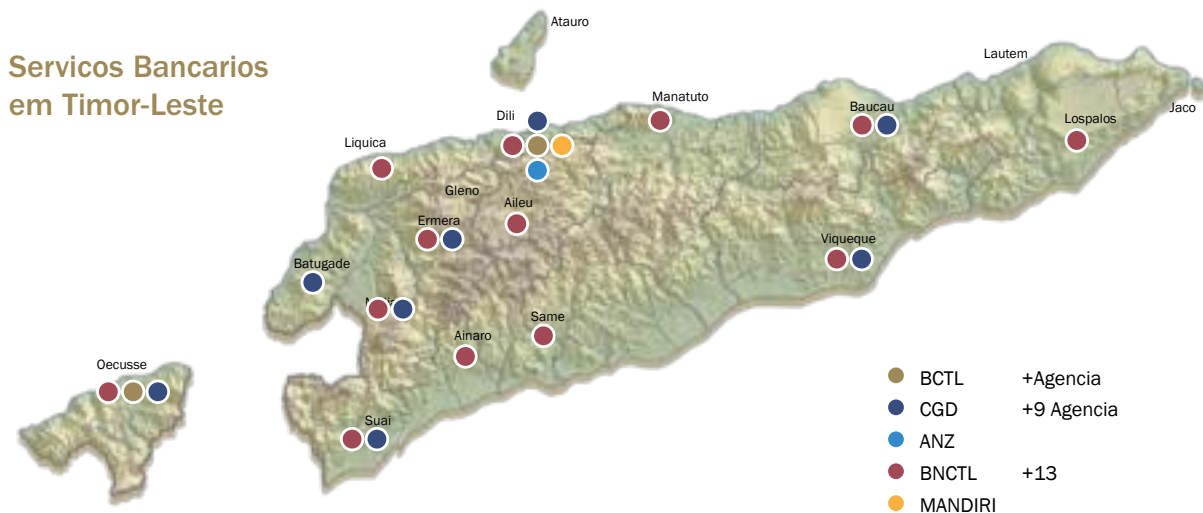 Servicos Bancarios
em Timor-Leste
Atauro
Lautem
Jaco
Manatuto
Baucau
Lospalos
Dili
Liquica
Gleno
Aileu
Ermera
Viqueque
Batugade
Same
Ainaro
Oecusse
Suai
BCTL +Agencia
CGD +9 Agencia
ANZ
BNCTL +13
MANDIRI